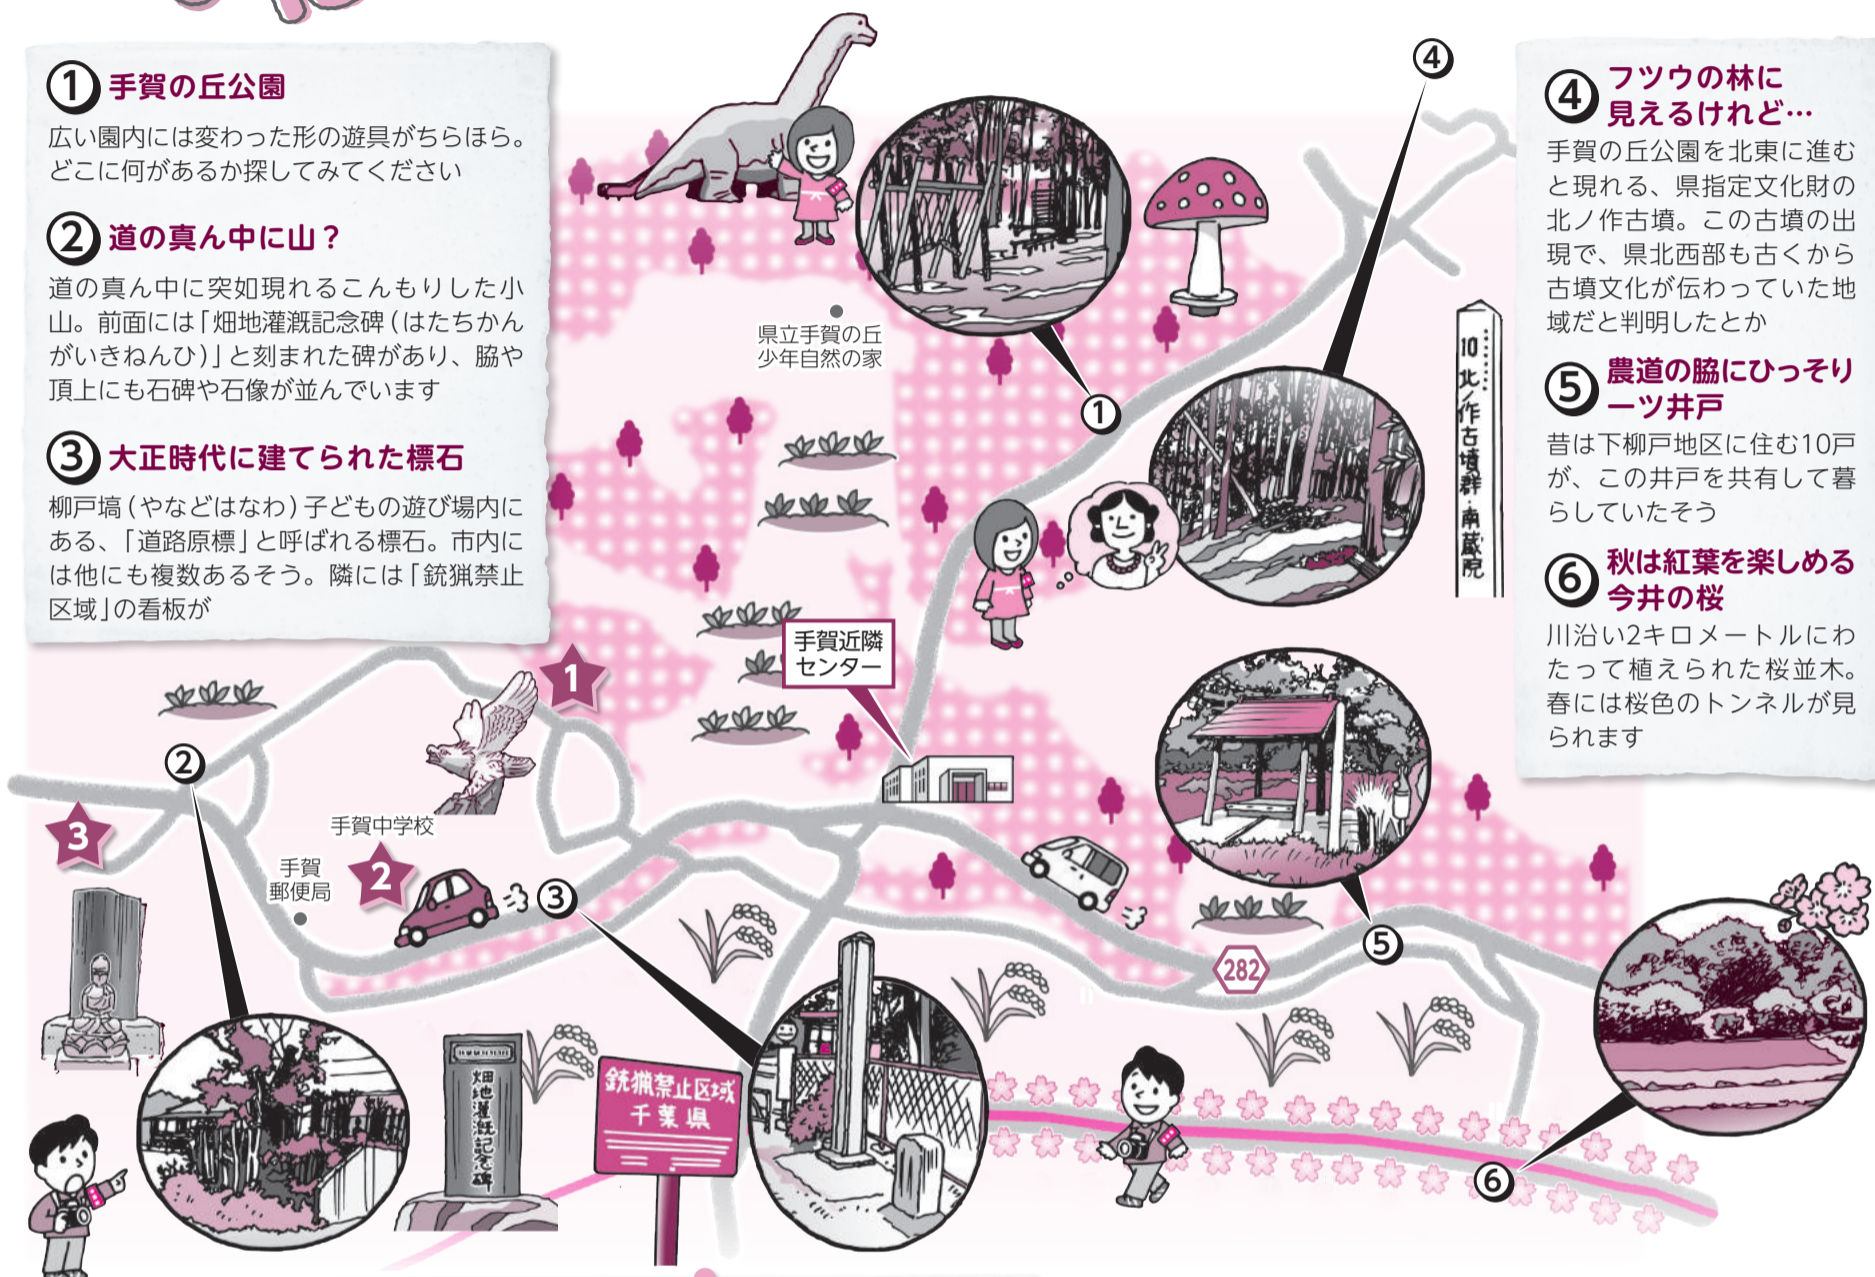 ① 手賀の丘公園
広い園内には変わった形の遊具がちらほら。
どこに何があるか探してみてください
② 道の真ん中に山？
道の真ん中に突如現れるこんもりした小
山。前面には「畑地灌漑記念碑（はたちかん
がいきねんひ）」と刻まれた碑があり、脇や
頂上にも石碑や石像が並んでいます
③ 大正時代に建てられた標石
柳戸塙（やなどはなわ）子どもの遊び場内に
ある、「道路原標」と呼ばれる標石。市内に
は他にも複数あるそう。隣には「銃猟禁止
区域」の看板が
④ フツウの林に
見えるけれど…
手賀の丘公園を北東に進む
と現れる、県指定文化財の
北ノ作古墳。この古墳の出
現で、県北西部も古くから
古墳文化が伝わっていた地
域だと判明したとか
⑤ 農道の脇にひっそり
一ツ井戸
昔は下柳戸地区に住む10戸
が、この井戸を共有して暮
らしていたそう
⑥ 秋は紅葉を楽しめる
今井の桜
川沿い2キロメートルにわ
たって植えられた桜並木。
春には桜色のトンネルが見
られます
④
県立手賀の丘
少年自然の家
①
10 北ノ作古墳群・南蔵院
手賀近隣
センター
1
②
3
手賀中学校
2
手賀
郵便局
③
282
⑤
畑地灌漑記念碑
銃猟禁止区域
千葉県
⑥